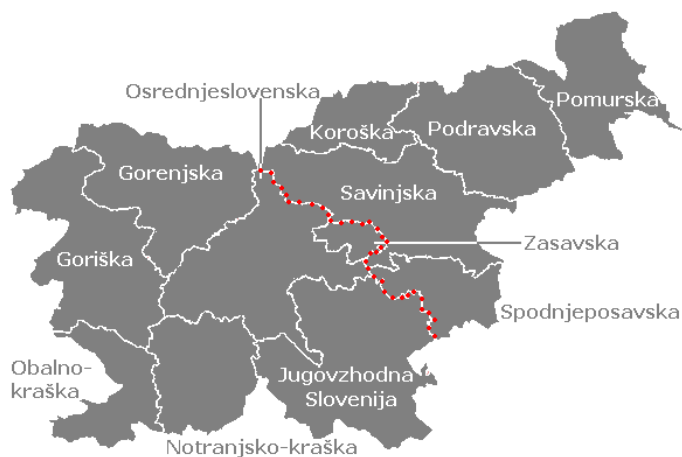 Osrednjeslovenska
Koroška
Podravska
Pomurska
Gorenjska
Savinjska
Goriška
Zasavska
Spodnjeposavska
Obalno-
kraška
Jugovzhodna
Slovenija
Notranjsko-kraška